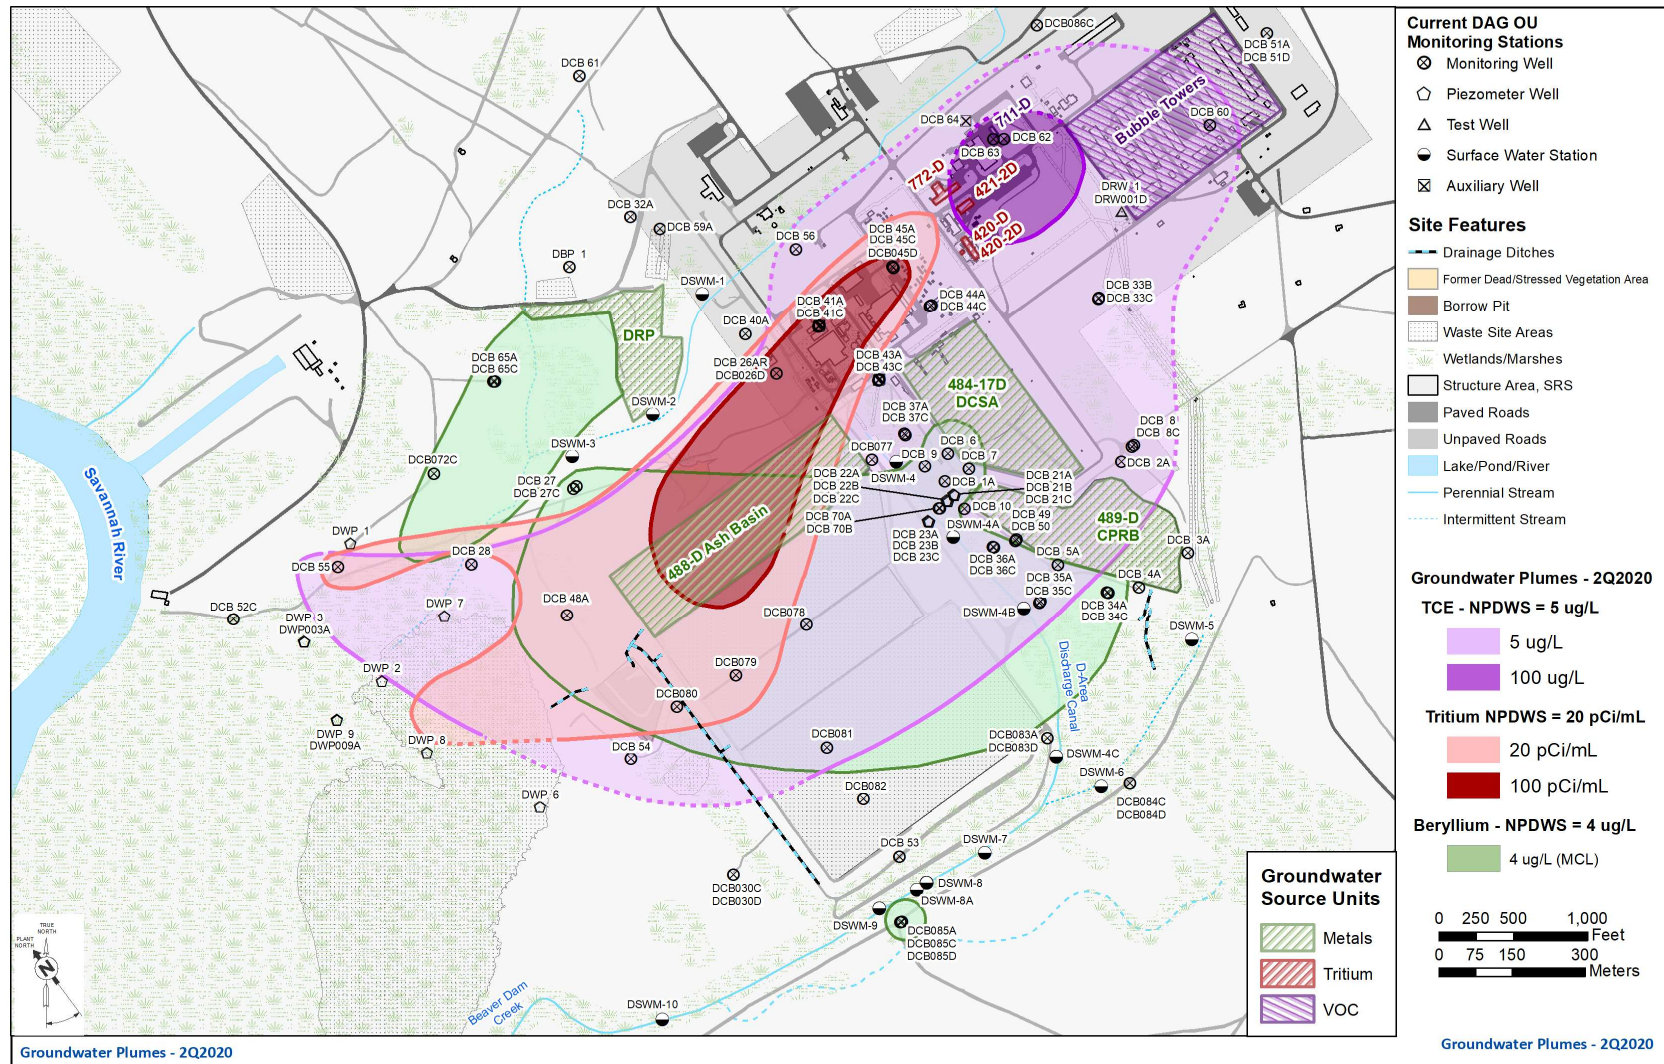 DCB086C
DCB 51A
DCB 51D
DCB 61
DCB 60
Bubble Towers
711-D
DCB 64
DCB 62
DCB 63
772-D
421-2D
DRW 1
DRW001D
420-D
420-2D
DCB 32A
DCB 59A
DCB 56
DCB 45A
DCB 45C
DCB045D
DBP 1
DSWM-1
DCB 33B
DCB 33C
DCB 41A
DCB 41C
DCB 44A
DCB 44C
DCB 40A
DRP
DCB 65A
DCB 65C
DCB 26AR
DCB026D
DCB 43A
DCB 43C
484-17D
DCSA
DSWM-2
DCB 37A
DCB 37C
DCB 8
DCB 8C
DSWM-3
DCB077
DCB 6
DCB 9
DCB 7
DCB 2A
DCB072C
DSWM-4
DCB 1A
DCB 22A
DCB 22B
DCB 22C
DCB 21A
DCB 21B
DCB 21C
DCB 27
DCB 27C
DCB 10
DCB 70A
DCB 70B
DCB 49
DCB 50
489-D
CPRB
488-D Ash Basin
DSWM-4A
DCB 23A
DCB 23B
DCB 23C
DWP 1
DCB 3A
DCB 28
DCB 5A
DCB 36A
DCB 36C
DCB 55
DCB 4A
DCB 35A
DCB 35C
Savannah River
DCB 52C
DWP 7
DCB 48A
DCB078
DSWM-4B
DCB 34A
DCB 34C
DWP 3
DWP003A
DSWM-5
DWP 2
DCB079
D-Area
Discharge Canal
DCB080
DWP 9
DWP009A
DWP 8
DCB 54
DCB081
DCB083A
DCB083D
DSWM-4C
DSWM-6
DCB082
DCB084C
DCB084D
DWP 6
DCB 53
DSWM-7
DCB030C
DCB030D
DSWM-8
DSWM-8A
DSWM-9
DCB085A
DCB085C
DCB085D
DSWM-10
Beaver Dam
Creek
TRUE
NORTH
PLANT
NORTH
N
Groundwater
Source Units
Metals
Tritium
VOC
Groundwater Plumes - 2Q2020
Current DAG OU
Monitoring Stations
Monitoring Well
Piezometer Well
Test Well
Surface Water Station
Auxiliary Well
Site Features
Drainage Ditches
Former Dead/Stressed Vegetation Area
Borrow Pit
Waste Site Areas
Wetlands/Marshes
Structure Area, SRS
Paved Roads
Unpaved Roads
Lake/Pond/River
Perennial Stream
Intermittent Stream
Groundwater Plumes - 2Q2020
TCE - NPDWS = 5 ug/L
5 ug/L
100 ug/L
Tritium NPDWS = 20 pCi/mL
20 pCi/mL
100 pCi/mL
Beryllium - NPDWS = 4 ug/L
4 ug/L (MCL)
0 250 500 1,000
Feet
0 75 150 300
Meters
Groundwater Plumes - 2Q2020